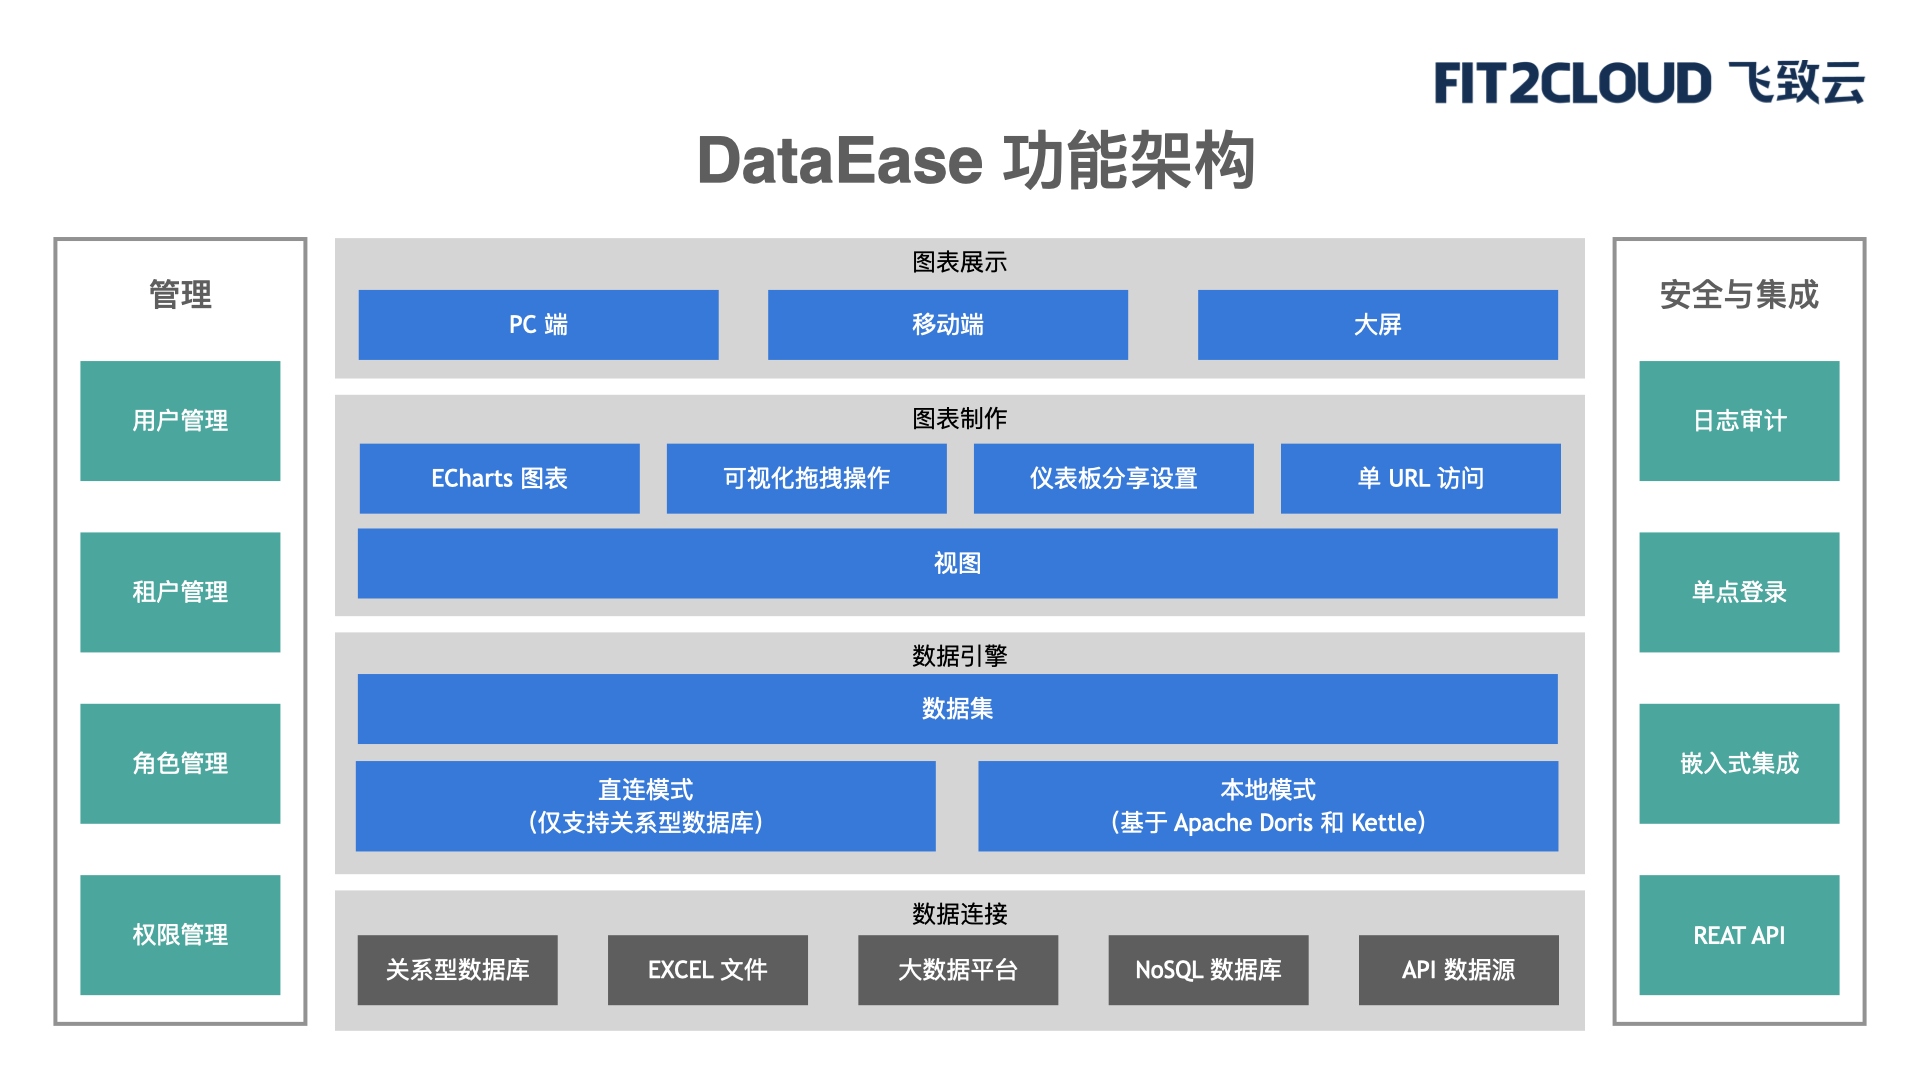 FIT2CLOUD 飞致云
DataEase 功能架构
管理
用户管理
租户管理
角色管理
权限管理
图表展示
PC 端
移动端
大屏
图表制作
ECharts 图表
可视化拖拽操作
仪表板分享设置
单 URL 访问
视图
数据引擎
数据集
直连模式
（仅支持关系型数据库）
本地模式
（基于 Apache Doris 和 Kettle）
数据连接
关系型数据库
EXCEL 文件
大数据平台
NoSQL 数据库
API 数据源
安全与集成
日志审计
单点登录
嵌入式集成
REAT API